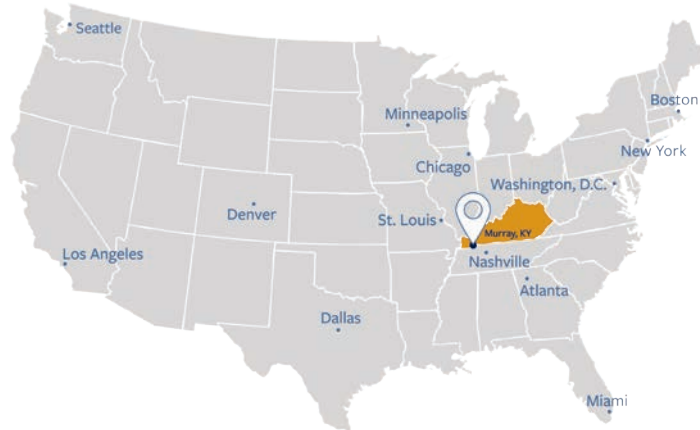 Seattle
Boston
Minneapolis
New York
Chicago
Washington, D.C.
Denver
St. Louis
Murray, KY
Los Angeles
Nashville
Atlanta
Dallas
Miami